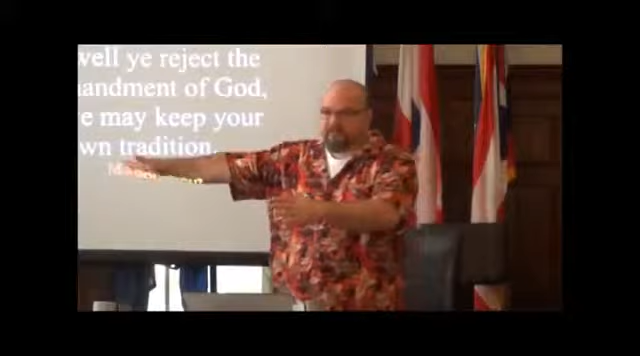 well ye reject the
mandment of God,
e may keep your
wn tradition.